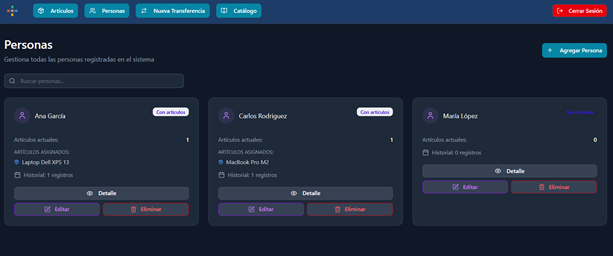 Artículos Personas Nueva Transferencia Catálogo Cerrar Sesión
Personas
Gestiona todas las personas registradas en el sistema
Agregar Persona
Buscar personas...
Ana García Con artículos
Artículos actuales: 1
ARTÍCULOS ASIGNADOS:
Laptop Dell XPS 13
Historial: 1 registros
Detalle
Editar Eliminar
Carlos Rodríguez Con artículos
Artículos actuales: 1
ARTÍCULOS ASIGNADOS:
MacBook Pro M2
Historial: 1 registros
Detalle
Editar Eliminar
María López
Artículos actuales: 0
Historial: 0 registros
Detalle
Editar Eliminar